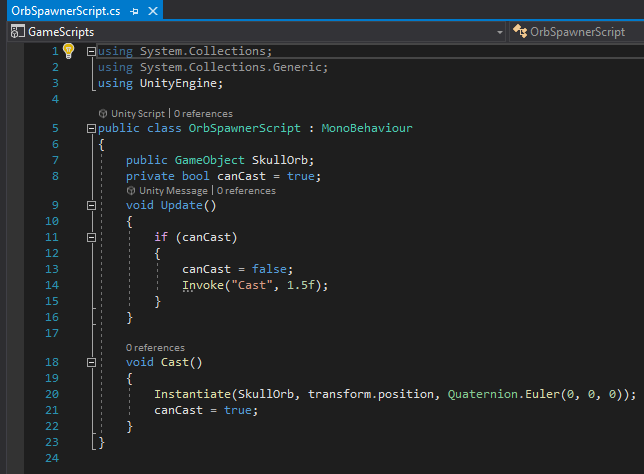 OrbSpawnerScript.cs
GameScripts OrbSpawnerScript
1 using System.Collections;
2 using System.Collections.Generic;
3 using UnityEngine;
4
Unity Script | 0 references
5 public class OrbSpawnerScript : MonoBehaviour
6 {
7 public GameObject SkullOrb;
8 private bool canCast = true;
Unity Message | 0 references
9 void Update()
10 {
11 if (canCast)
12 {
13 canCast = false;
14 Invoke("Cast", 1.5f);
15 }
16 }
17
0 references
18 void Cast()
19 {
20 Instantiate(SkullOrb, transform.position, Quaternion.Euler(0, 0, 0));
21 canCast = true;
22 }
23 }
24